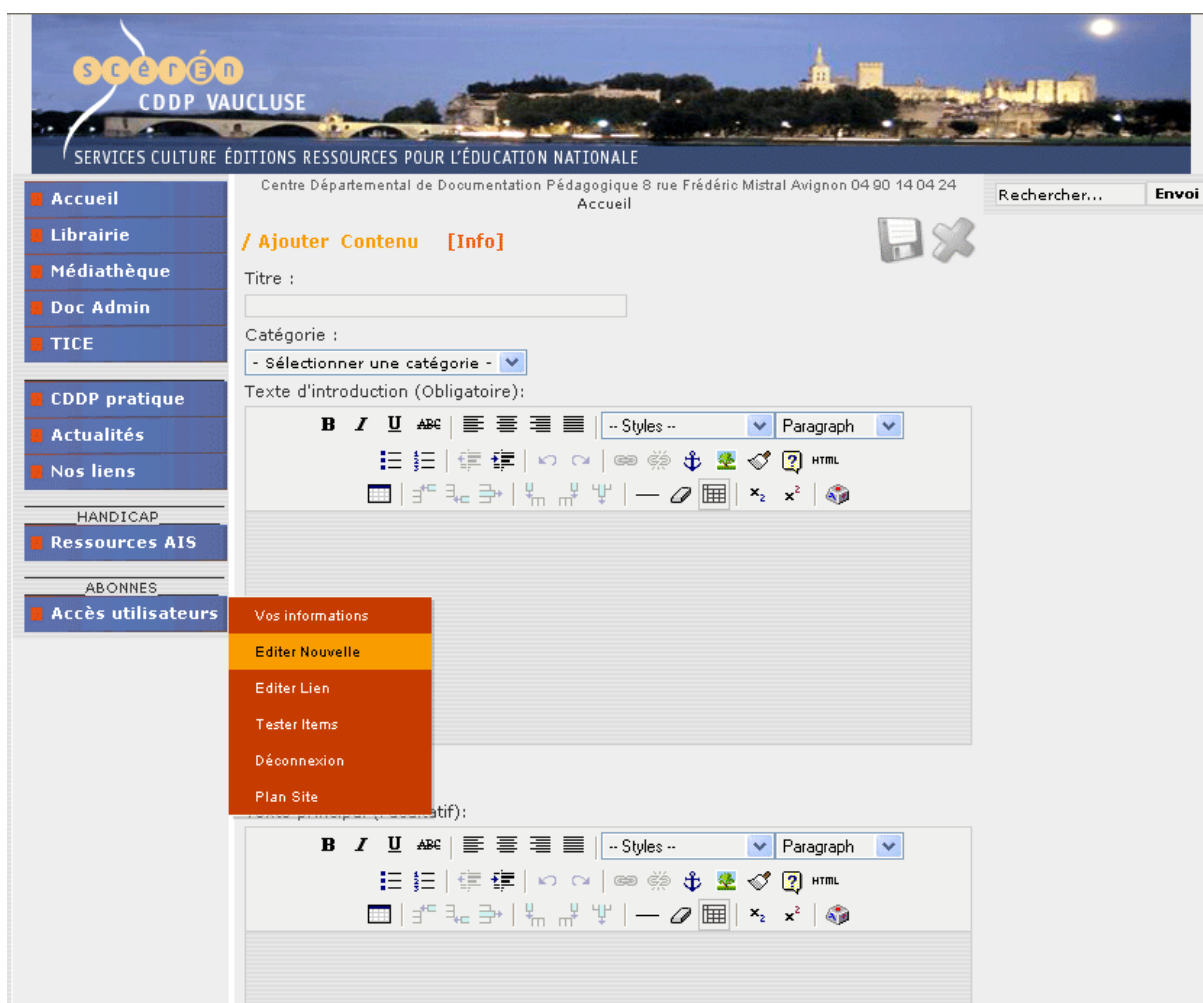 scérÉn
CDDP VAUCLUSE
SERVICES CULTURE ÉDITIONS RESSOURCES POUR L'ÉDUCATION NATIONALE
Centre Départemental de Documentation Pédagogique 8 rue Frédéric Mistral Avignon 04 90 14 04 24
Accueil
Rechercher... Envoi
Accueil
Librairie
Médiathèque
Doc Admin
TICE
CDDP pratique
Actualités
Nos liens
HANDICAP
Ressources AIS
ABONNES
Accès utilisateurs
Vos informations
Editer Nouvelle
Editer Lien
Tester Items
Déconnexion
Plan Site
/ Ajouter Contenu [Info]
Titre :
Catégorie :
- Sélectionner une catégorie -
Texte d'introduction (Obligatoire):
B I U ABC -- Styles -- Paragraph
HTML
x2 x2
atif):
B I U ABC -- Styles -- Paragraph
HTML
x2 x2